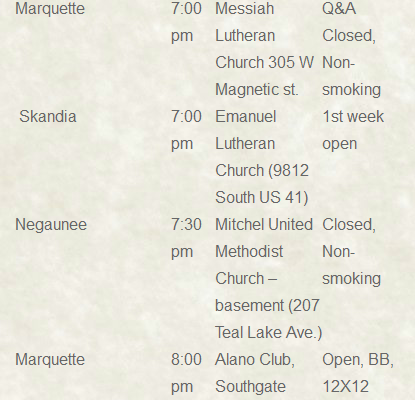 Marquette 7:00 Messiah Q&A
pm Lutheran Closed,
Church 305 W Non-
Magnetic st. smoking
Skandia 7:00 Emanuel 1st week
pm Lutheran open
Church (9812
South US 41)
Negaunee 7:30 Mitchel United Closed,
pm Methodist Non-
Church – smoking
basement (207
Teal Lake Ave.)
Marquette 8:00 Alano Club, Open, BB,
pm Southgate 12X12